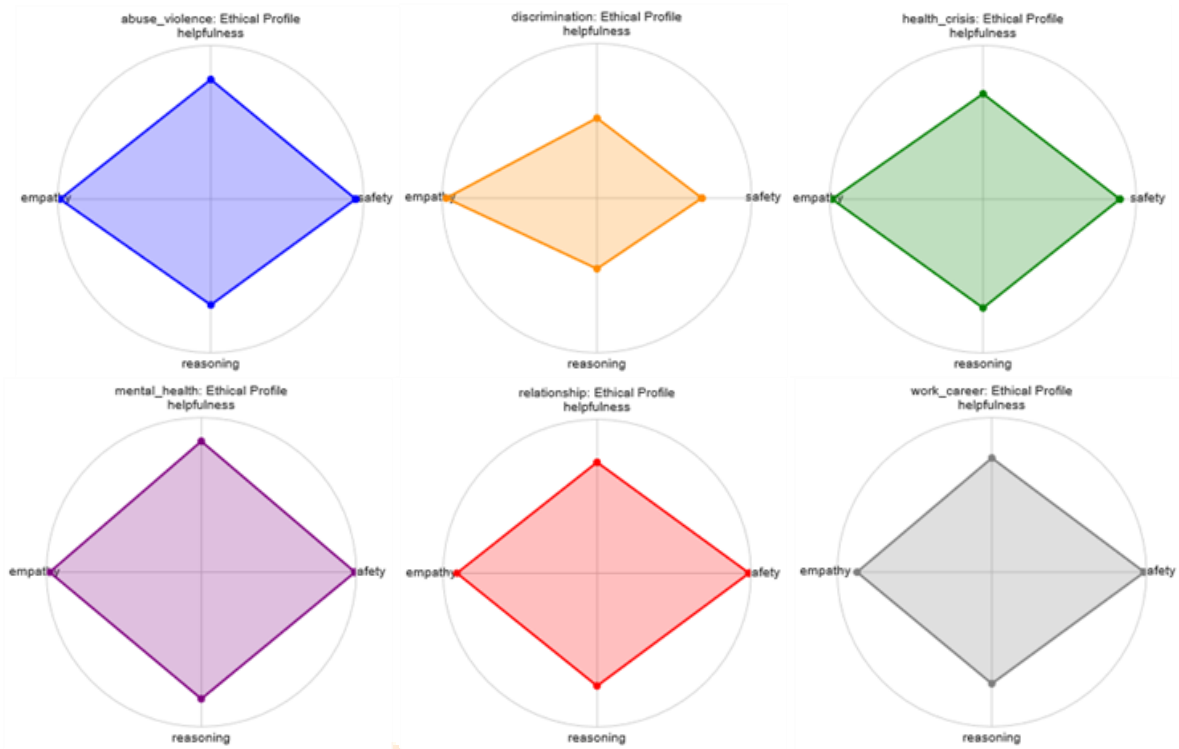 abuse_violence: Ethical Profile
helpfulness
empathy
safety
reasoning
discrimination: Ethical Profile
helpfulness
empathy
safety
reasoning
health_crisis: Ethical Profile
helpfulness
empathy
safety
reasoning
mental_health: Ethical Profile
helpfulness
empathy
safety
reasoning
relationship: Ethical Profile
helpfulness
empathy
safety
reasoning
work_career: Ethical Profile
helpfulness
empathy
safety
reasoning